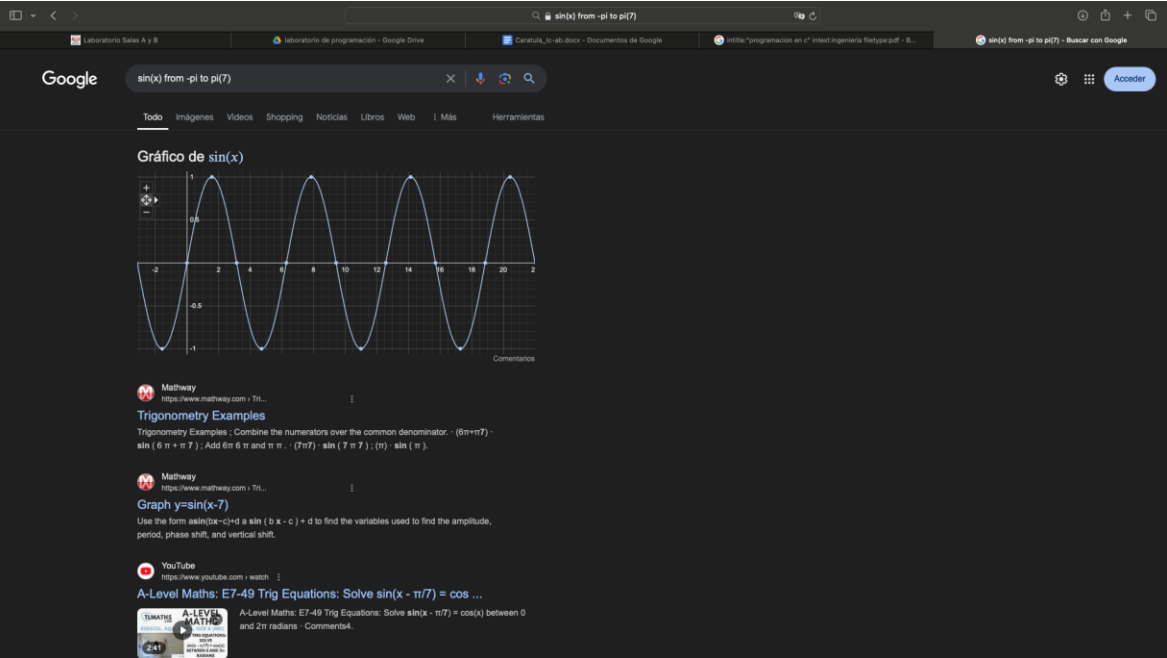 sin(x) from -pi to pi(7)
Laboratorio Salas A y B
laboratorio de programación - Google Drive
Caratula_lc-ab.docx - Documentos de Google
intitle:"programacion en c" intext:ingenieria filetype:pdf - B...
sin(x) from -pi to pi(7) - Buscar con Google
Google
sin(x) from -pi to pi(7)
Acceder
Todo Imágenes Videos Shopping Noticias Libros Web Más Herramientas
Gráfico de sin(x)
1
0.5
-2 2 4 6 8 10 12 14 16 18 20 2
-0.5
-1
Comentarios
Mathway
https://www.mathway.com › Tri...
Trigonometry Examples
Trigonometry Examples ; Combine the numerators over the common denominator. · (6π+π7) ·
sin ( 6 π + π 7 ) ; Add 6π 6 π and π π . · (7π7) · sin ( 7 π 7 ) ; (π) · sin ( π ).
Mathway
https://www.mathway.com › Tri...
Graph y=sin(x-7)
Use the form asin(bx−c)+d a sin ( b x - c ) + d to find the variables used to find the amplitude,
period, phase shift, and vertical shift.
YouTube
https://www.youtube.com › watch
A-Level Maths: E7-49 Trig Equations: Solve sin(x - π/7) = cos ...
A-Level Maths: E7-49 Trig Equations: Solve sin(x - π/7) = cos(x) between 0
and 2π radians · Comments4.
TLMATHS
A-LEVEL
MATHS
2:41